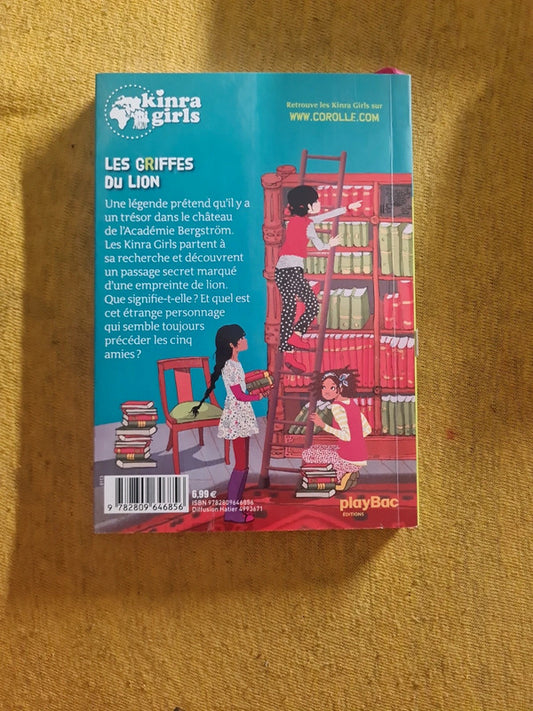 kinra
girls
Retrouve les Kinra Girls sur
WWW.COROLLE.COM
LES GRIFFES
DU LION
Une légende prétend qu'il y a
un trésor dans le château
de l'Académie Bergström.
Les Kinra Girls partent à
sa recherche et découvrent
un passage secret marqué
d'une empreinte de lion.
Que signifie-t-elle ? Et quel est
cet étrange personnage
qui semble toujours
précéder les cinq
amies ?
6,99 €
ISBN 9782809646856
Diffusion Hatier 4993671
9 782809 646856
playBac
ÉDITIONS